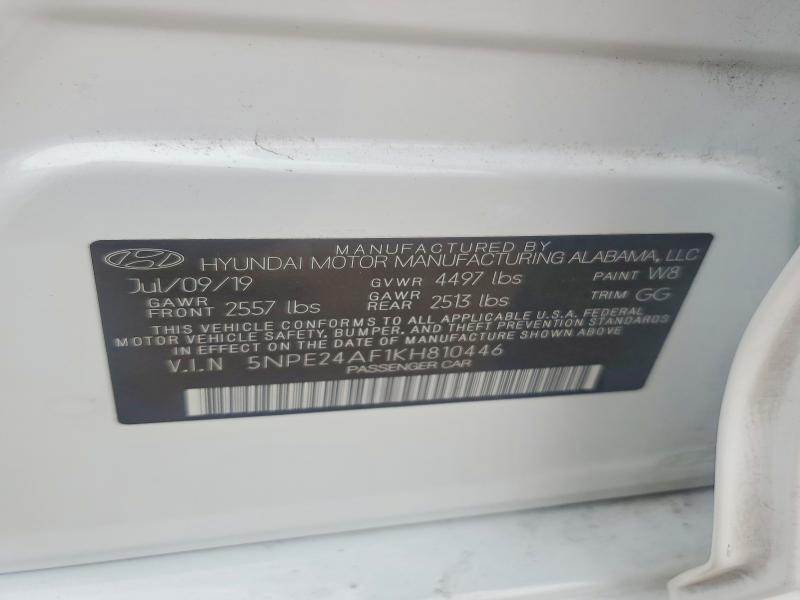 MANUFACTURED BY
HYUNDAI MOTOR MANUFACTURING ALABAMA, LLC
Jul/09/19 GVWR 4497 lbs PAINT W8
GAWR FRONT 2557 lbs GAWR REAR 2513 lbs TRIM GG
THIS VEHICLE CONFORMS TO ALL APPLICABLE U.S.A. FEDERAL
MOTOR VEHICLE SAFETY, BUMPER, AND THEFT PREVENTION STANDARDS
IN EFFECT ON THE DATE OF MANUFACTURE SHOWN ABOVE
V.I.N 5NPE24AF1KH810446
PASSENGER CAR